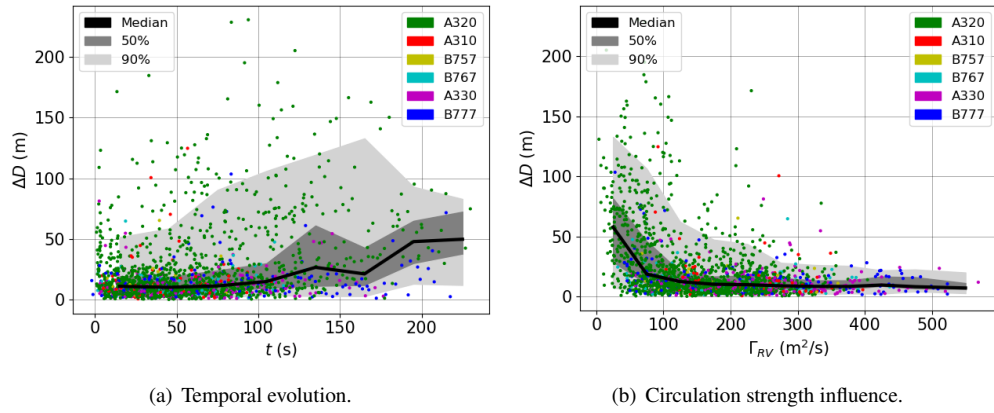 Median
50%
90%
A320
A310
B757
B767
A330
B777
200
150
100
50
0
ΔD (m)
0 50 100 150 200
t (s)
(a) Temporal evolution.
Median
50%
90%
A320
A310
B757
B767
A330
B777
200
150
100
50
0
ΔD (m)
0 100 200 300 400 500
Γ_RV (m²/s)
(b) Circulation strength influence.